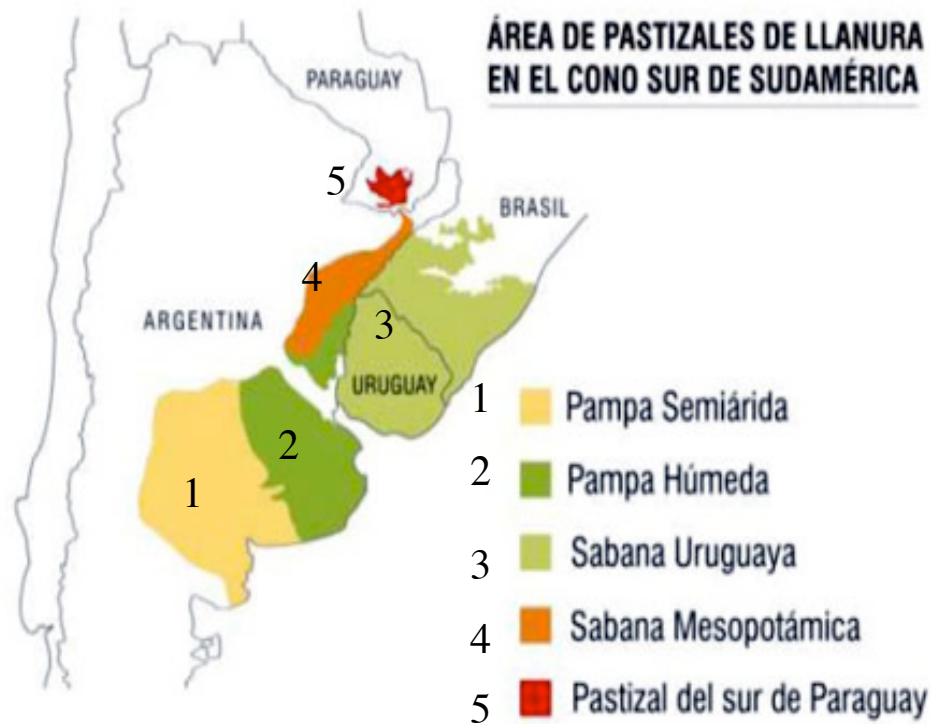 ÁREA DE PASTIZALES DE LLANURA
EN EL CONO SUR DE SUDAMÉRICA
PARAGUAY
5
BRASIL
4
ARGENTINA
3
URUGUAY
2
1
1 Pampa Semiárida
2 Pampa Húmeda
3 Sabana Uruguaya
4 Sabana Mesopotámica
5 Pastizal del sur de Paraguay